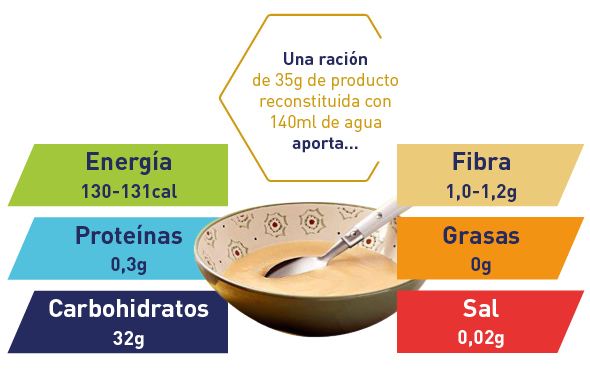 Una ración
de 35g de producto
reconstituida con
140ml de agua
aporta...
Energía
130-131cal
Fibra
1,0-1,2g
Proteínas
0,3g
Grasas
0g
Carbohidratos
32g
Sal
0,02g